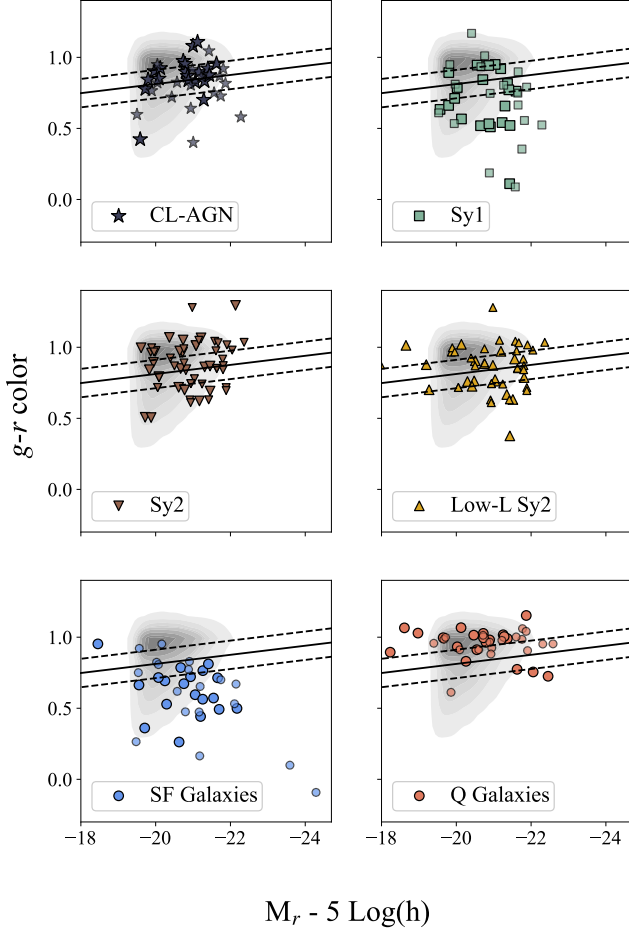 1.0
0.5
0.0
CL-AGN
Sy1
1.0
0.5
0.0
g-r color
Sy2
Low-L Sy2
1.0
0.5
0.0
SF Galaxies
Q Galaxies
−18 −20 −22 −24 −18 −20 −22 −24
M_r - 5 Log(h)